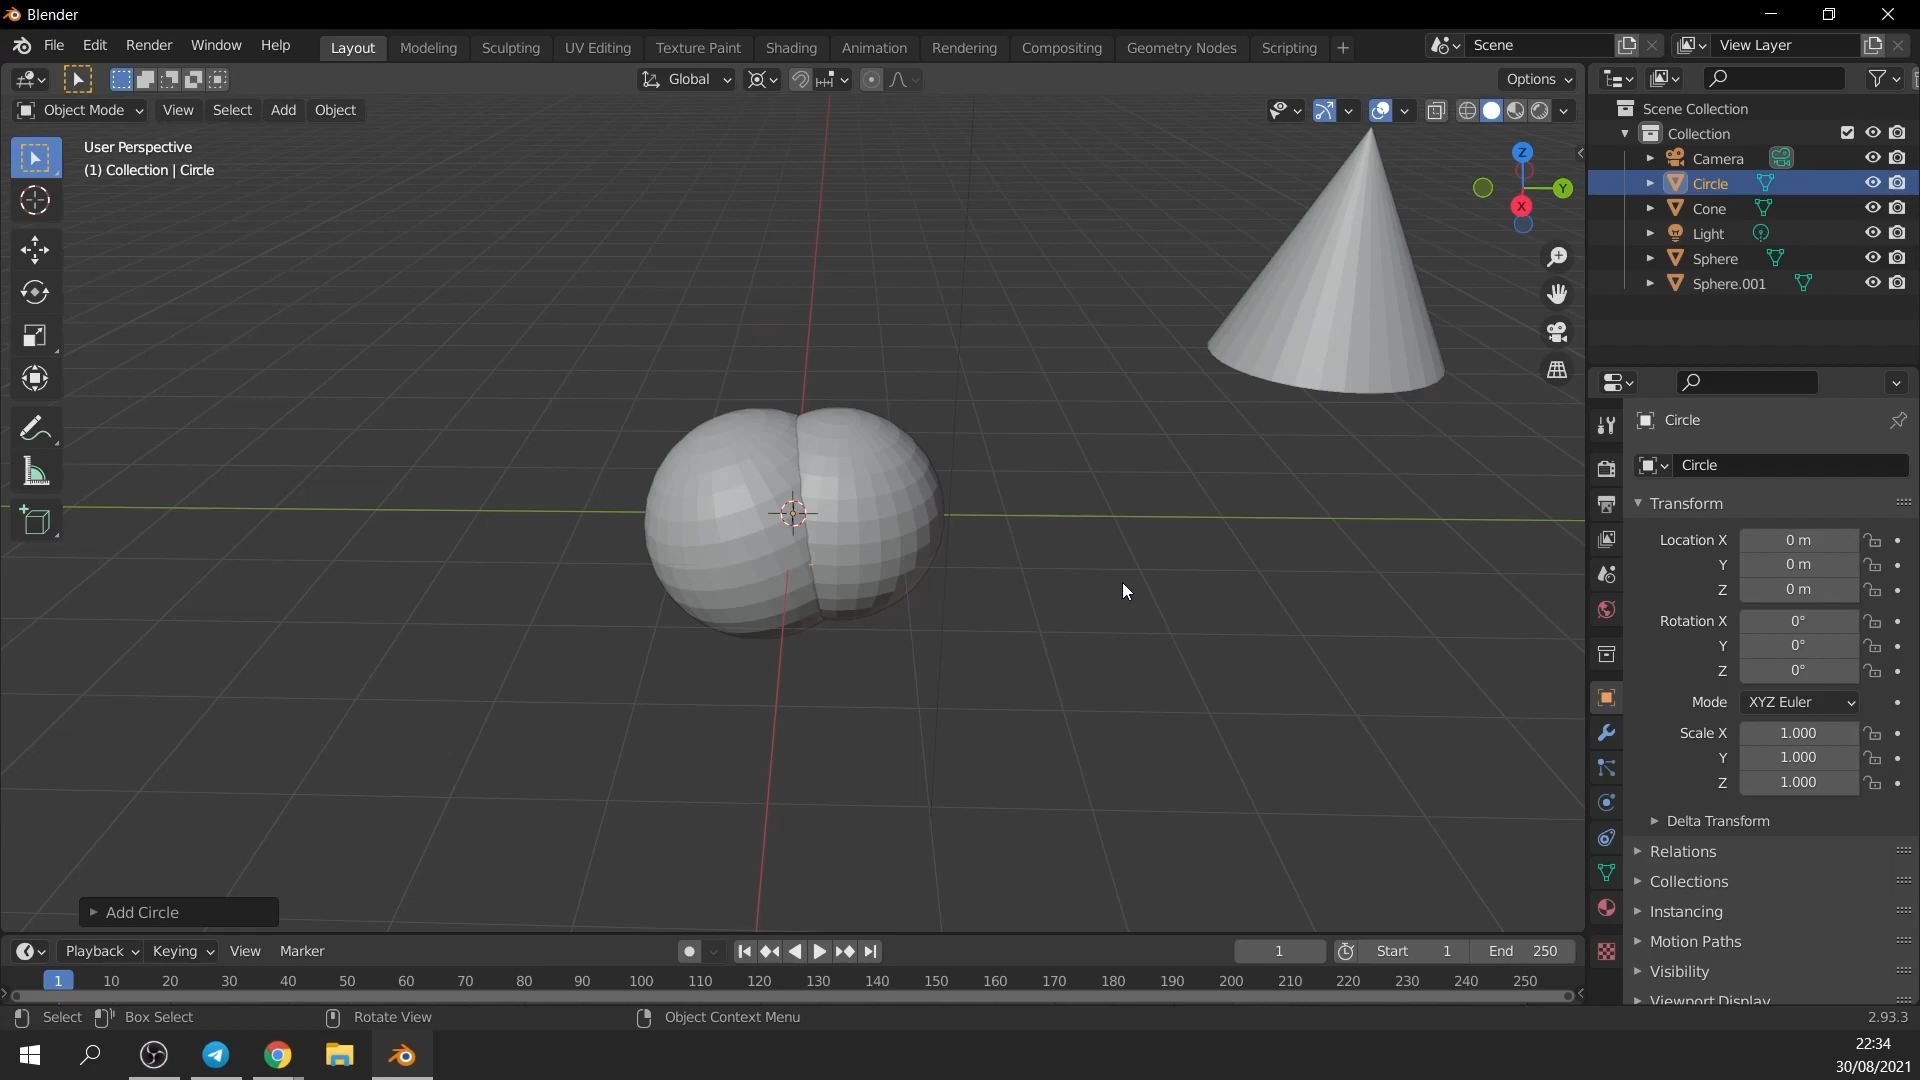 Blender
File Edit Render Window Help Layout Modeling Sculpting UV Editing Texture Paint Shading Animation Rendering Compositing Geometry Nodes Scripting + Scene View Layer
Global Options
Object Mode View Select Add Object
User Perspective
(1) Collection | Circle
Z
Y
X
Scene Collection
Collection
Camera
Circle
Cone
Light
Sphere
Sphere.001
Circle
Circle
Transform
Location X 0 m
Y 0 m
Z 0 m
Rotation X 0°
Y 0°
Z 0°
Mode XYZ Euler
Scale X 1.000
Y 1.000
Z 1.000
Delta Transform
Relations
Collections
Instancing
Motion Paths
Visibility
Viewport Display
Add Circle
Playback Keying View Marker 1 Start 1 End 250
1 10 20 30 40 50 60 70 80 90 100 110 120 130 140 150 160 170 180 190 200 210 220 230 240 250
Select Box Select Rotate View Object Context Menu 2.93.3
22:34
30/08/2021